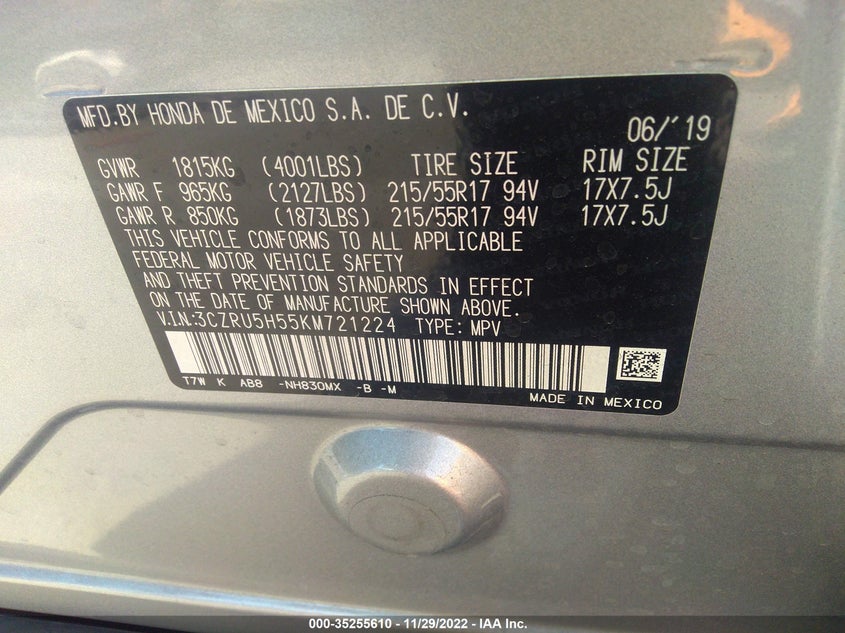 MFD.BY HONDA DE MEXICO S.A. DE C.V.
06/'19
GVWR 1815KG (4001LBS) TIRE SIZE RIM SIZE
GAWR F 965KG (2127LBS) 215/55R17 94V 17X7.5J
GAWR R 850KG (1873LBS) 215/55R17 94V 17X7.5J
THIS VEHICLE CONFORMS TO ALL APPLICABLE
FEDERAL MOTOR VEHICLE SAFETY
AND THEFT PREVENTION STANDARDS IN EFFECT
ON THE DATE OF MANUFACTURE SHOWN ABOVE.
V.I.N.:3CZRU5H55KM721224 TYPE: MPV
T7W K AB8 -NH830MX -B -M
MADE IN MEXICO
000-35255610 - 11/29/2022 - IAA Inc.